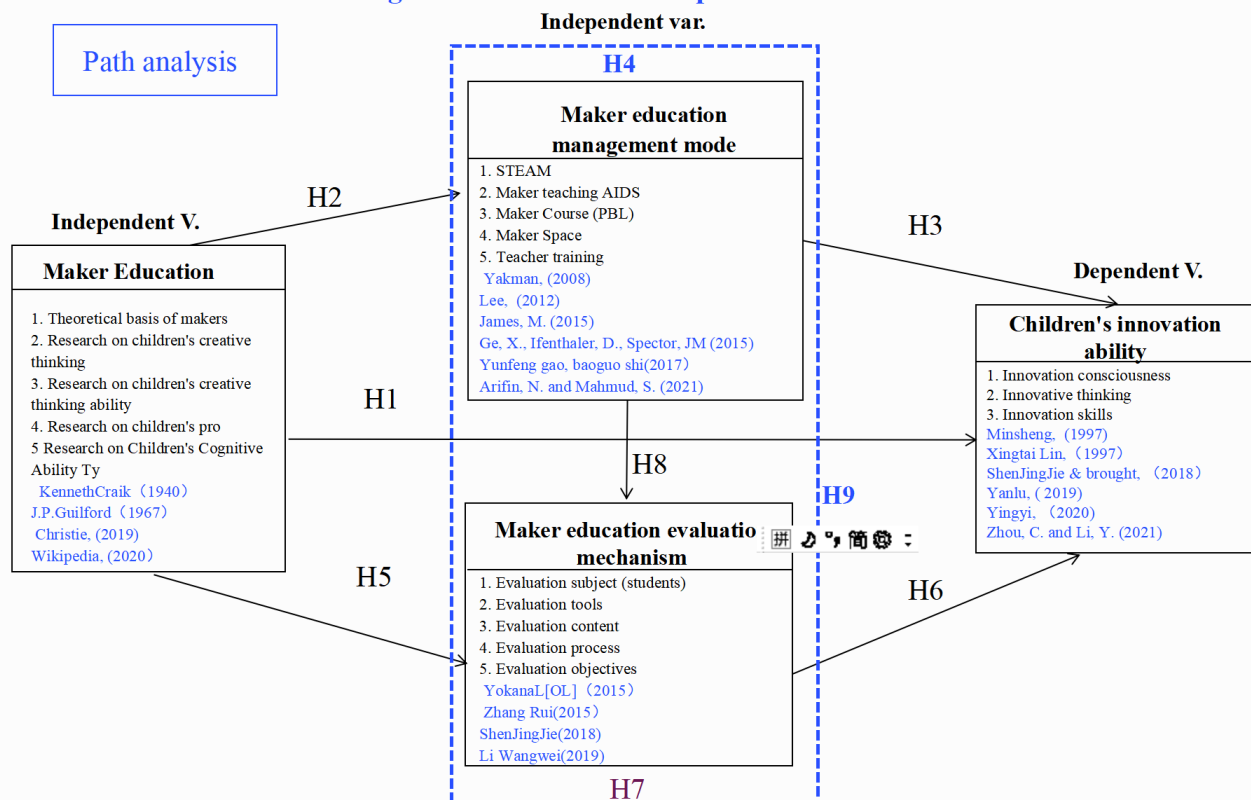 Independent var.
Path analysis
H4
Maker education
management mode
1. STEAM
2. Maker teaching AIDS
3. Maker Course (PBL)
4. Maker Space
5. Teacher training
Yakman, (2008)
Lee, (2012)
James, M. (2015)
Ge, X., Ifenthaler, D., Spector, JM (2015)
Yunfeng gao, baoguo shi(2017）
Arifin, N. and Mahmud, S. (2021)
H2
H3
Independent V.
Maker Education
1. Theoretical basis of makers
2. Research on children's creative
thinking
3. Research on children's creative
thinking ability
4. Research on children's pro
5 Research on Children's Cognitive
Ability Ty
KennethCraik（1940）
J.P.Guilford（1967）
Christie, (2019)
Wikipedia, (2020）
Dependent V.
Children's innovation
ability
1. Innovation consciousness
2. Innovative thinking
3. Innovation skills
Minsheng, (1997)
Xingtai Lin,（1997）
ShenJingJie & brought, （2018）
Yanlu, ( 2019)
Yingyi, （2020）
Zhou, C. and Li, Y. (2021)
H1
H8
H9
Maker education evaluatio
mechanism
拼 简
1. Evaluation subject (students)
2. Evaluation tools
3. Evaluation content
4. Evaluation process
5. Evaluation objectives
YokanaL[OL]（2015）
Zhang Rui(2015）
ShenJingJie(2018)
Li Wangwei(2019)
H5
H6
H7